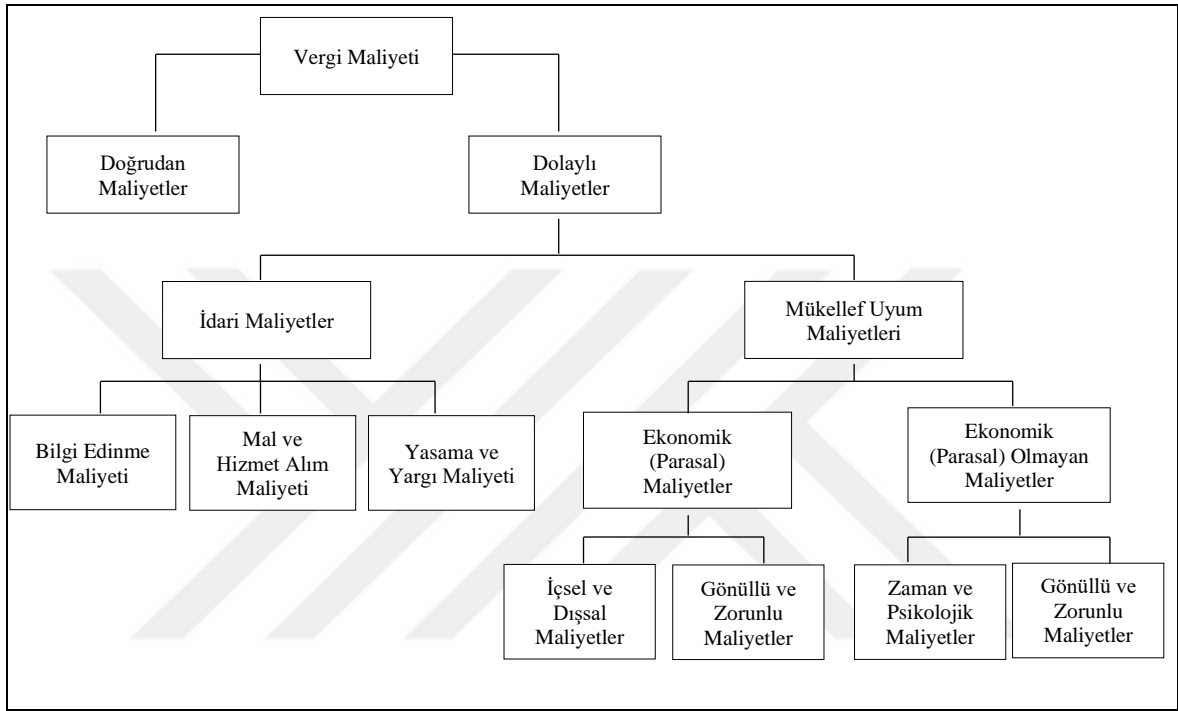 Vergi Maliyeti
Doğrudan
Maliyetler
Dolaylı
Maliyetler
İdari Maliyetler
Mükellef Uyum
Maliyetleri
Bilgi Edinme
Maliyeti
Mal ve
Hizmet Alım
Maliyeti
Yasama ve
Yargı Maliyeti
Ekonomik
(Parasal)
Maliyetler
Ekonomik
(Parasal) Olmayan
Maliyetler
İçsel ve
Dışsal
Maliyetler
Gönüllü ve
Zorunlu
Maliyetler
Zaman ve
Psikolojik
Maliyetler
Gönüllü ve
Zorunlu
Maliyetler